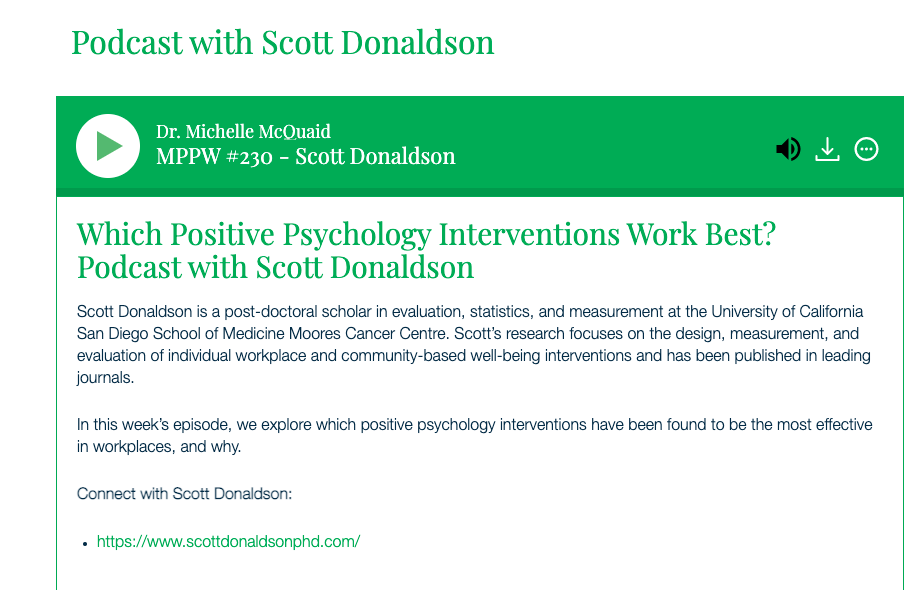 Podcast with Scott Donaldson
Dr. Michelle McQuaid
MPPW #230 - Scott Donaldson
Which Positive Psychology Interventions Work Best?
Podcast with Scott Donaldson
Scott Donaldson is a post-doctoral scholar in evaluation, statistics, and measurement at the University of California
San Diego School of Medicine Moores Cancer Centre. Scott’s research focuses on the design, measurement, and
evaluation of individual workplace and community-based well-being interventions and has been published in leading
journals.
In this week’s episode, we explore which positive psychology interventions have been found to be the most effective
in workplaces, and why.
Connect with Scott Donaldson:
• https://www.scottdonaldsonphd.com/